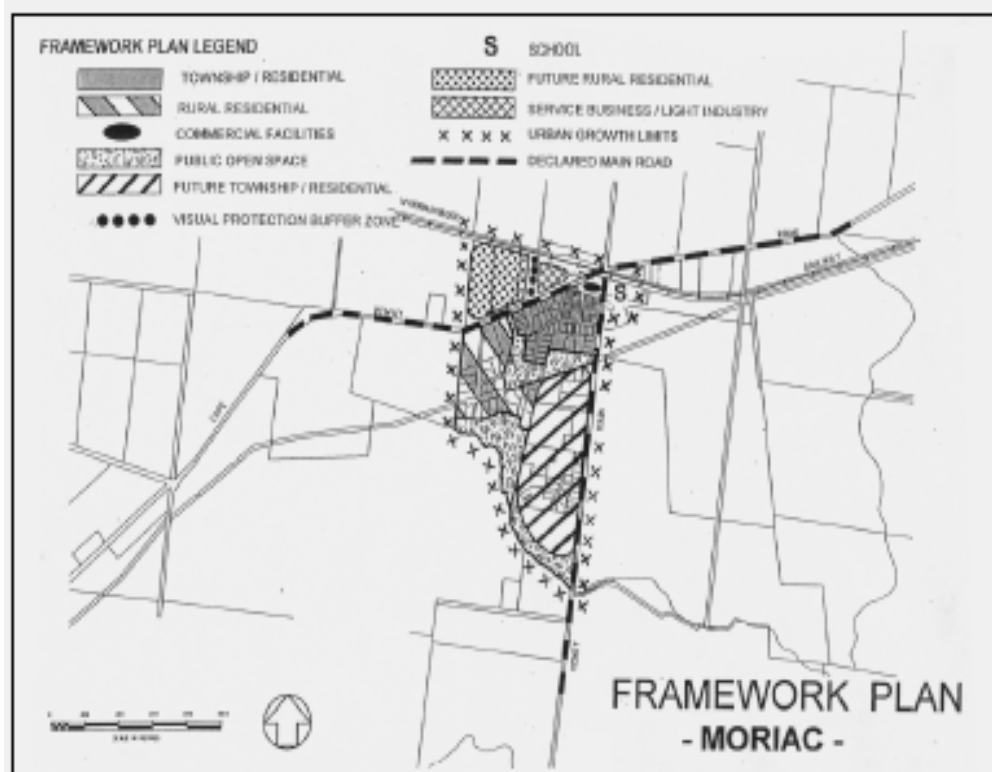 FRAMEWORK PLAN LEGEND
TOWNSHIP / RESIDENTIAL
RURAL RESIDENTIAL
COMMERCIAL FACILITIES
PUBLIC OPEN SPACE
FUTURE TOWNSHIP / RESIDENTIAL
VISUAL PROTECTION BUFFER ZONE
S SCHOOL
FUTURE RURAL RESIDENTIAL
SERVICE BUSINESS / LIGHT INDUSTRY
x x x x URBAN GROWTH LIMITS
DECLARED MAIN ROAD
S
CAPE
FRAMEWORK PLAN
- MORIAC -